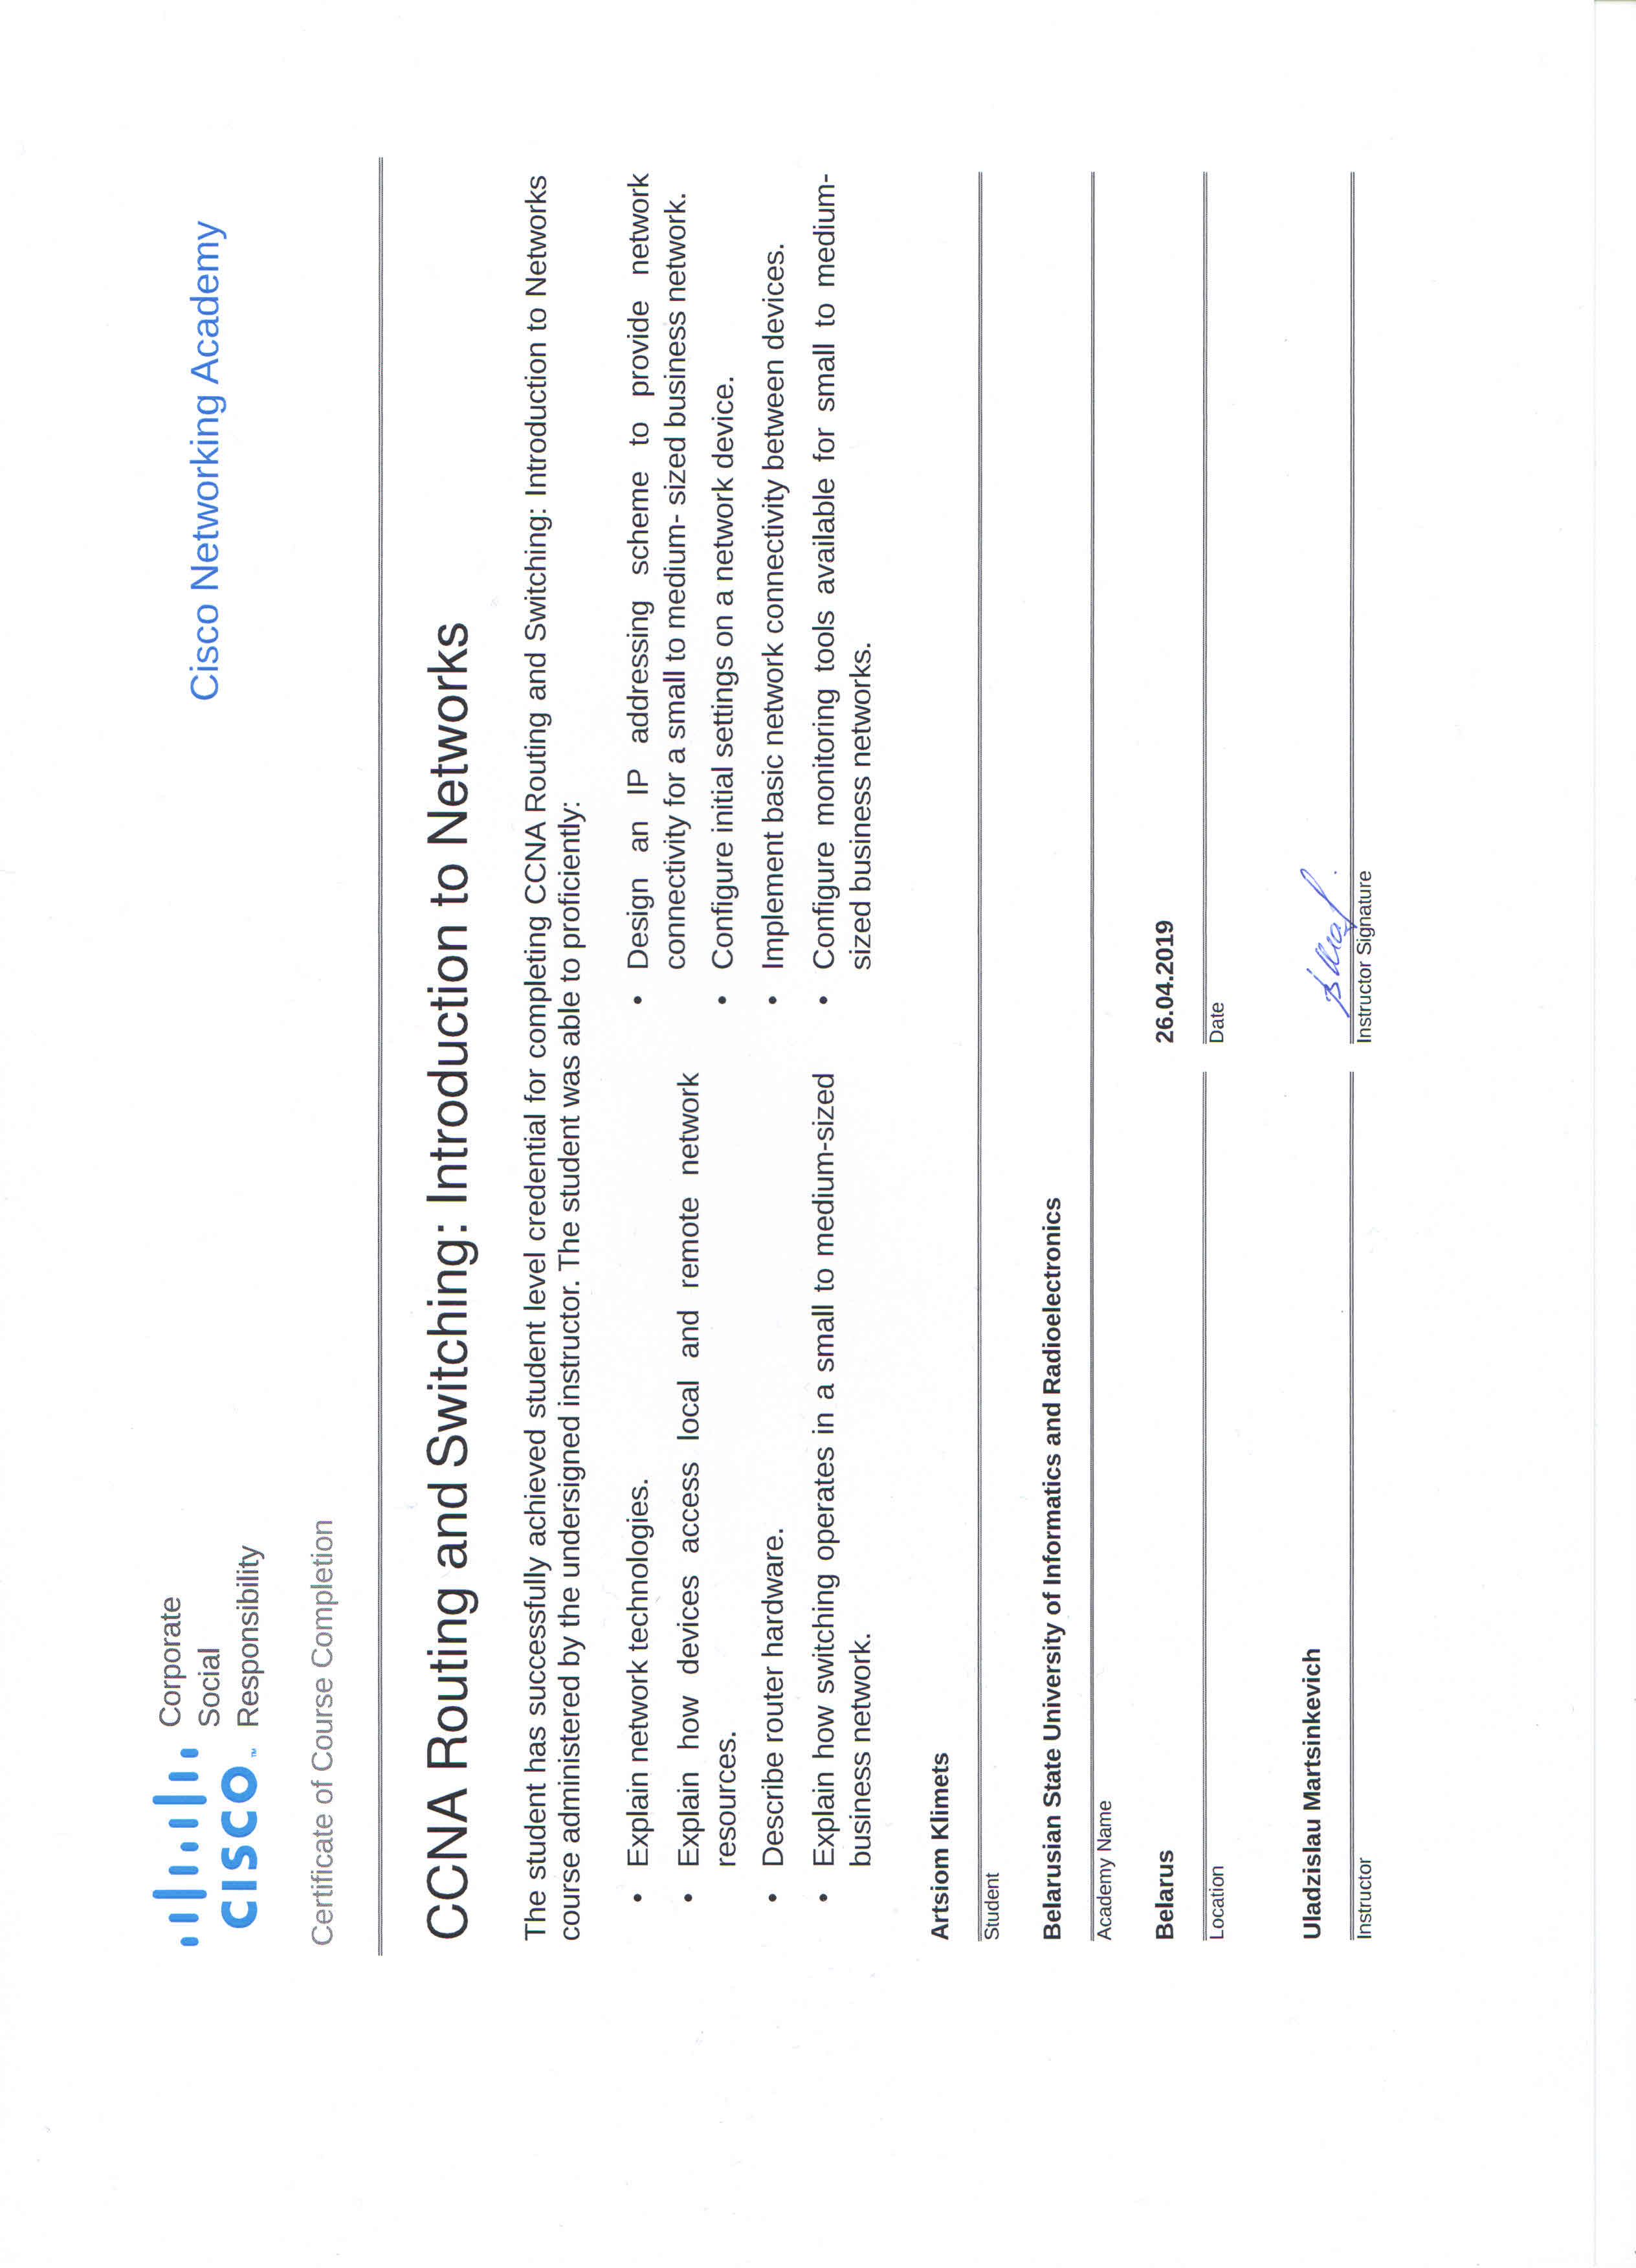 CISCO™
Corporate
Social
Responsibility
Cisco Networking Academy
Certificate of Course Completion
CCNA Routing and Switching: Introduction to Networks
The student has successfully achieved student level credential for completing CCNA Routing and Switching: Introduction to Networks
course administered by the undersigned instructor. The student was able to proficiently:
• Explain network technologies.
• Explain how devices access local and remote network
resources.
• Describe router hardware.
• Explain how switching operates in a small to medium-sized
business network.
• Design an IP addressing scheme to provide network
connectivity for a small to medium- sized business network.
• Configure initial settings on a network device.
• Implement basic network connectivity between devices.
• Configure monitoring tools available for small to medium-
sized business networks.
Artsiom Klimets
Student
Belarusian State University of Informatics and Radioelectronics
Academy Name
Belarus
Location
26.04.2019
Date
Uladzislau Martsinkevich
Instructor
Instructor Signature